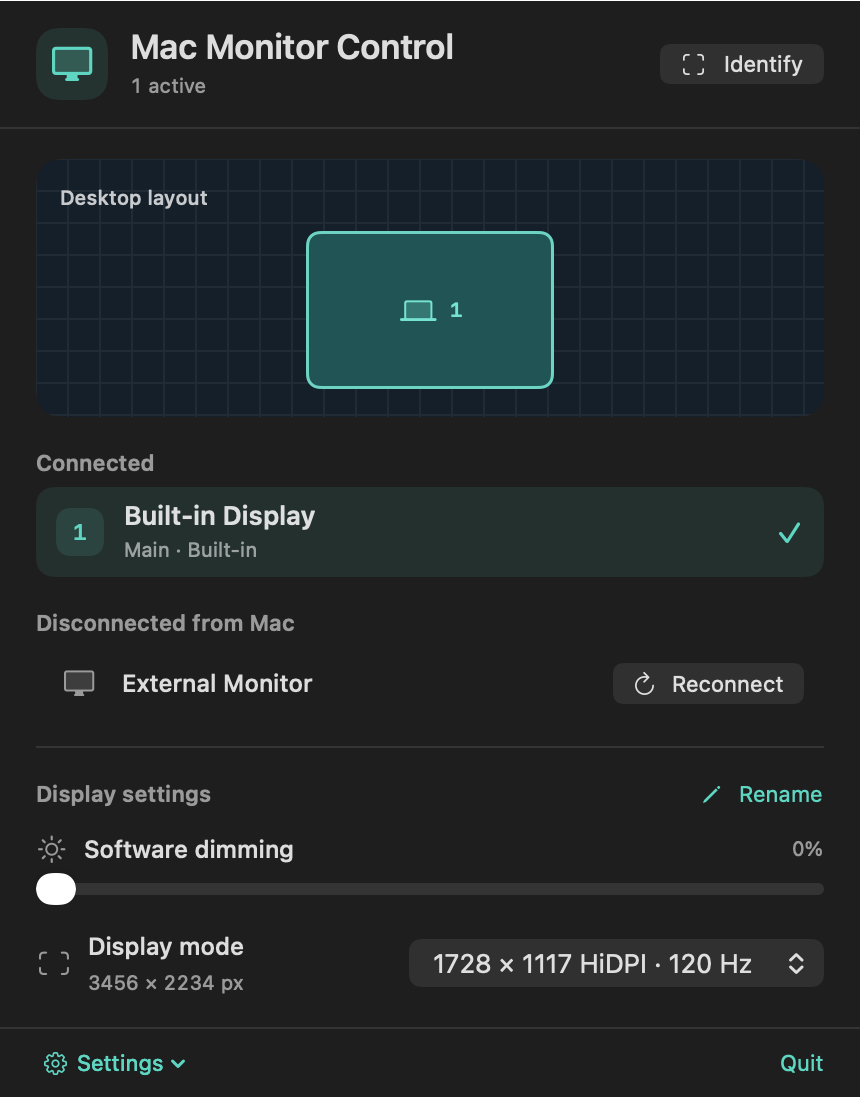 Mac Monitor Control
1 active
Identify
Desktop layout
1
Connected
1
Built-in Display
Main · Built-in
Disconnected from Mac
External Monitor
Reconnect
Display settings
Rename
Software dimming
0%
Display mode
3456 × 2234 px
1728 × 1117 HiDPI · 120 Hz
Settings
Quit